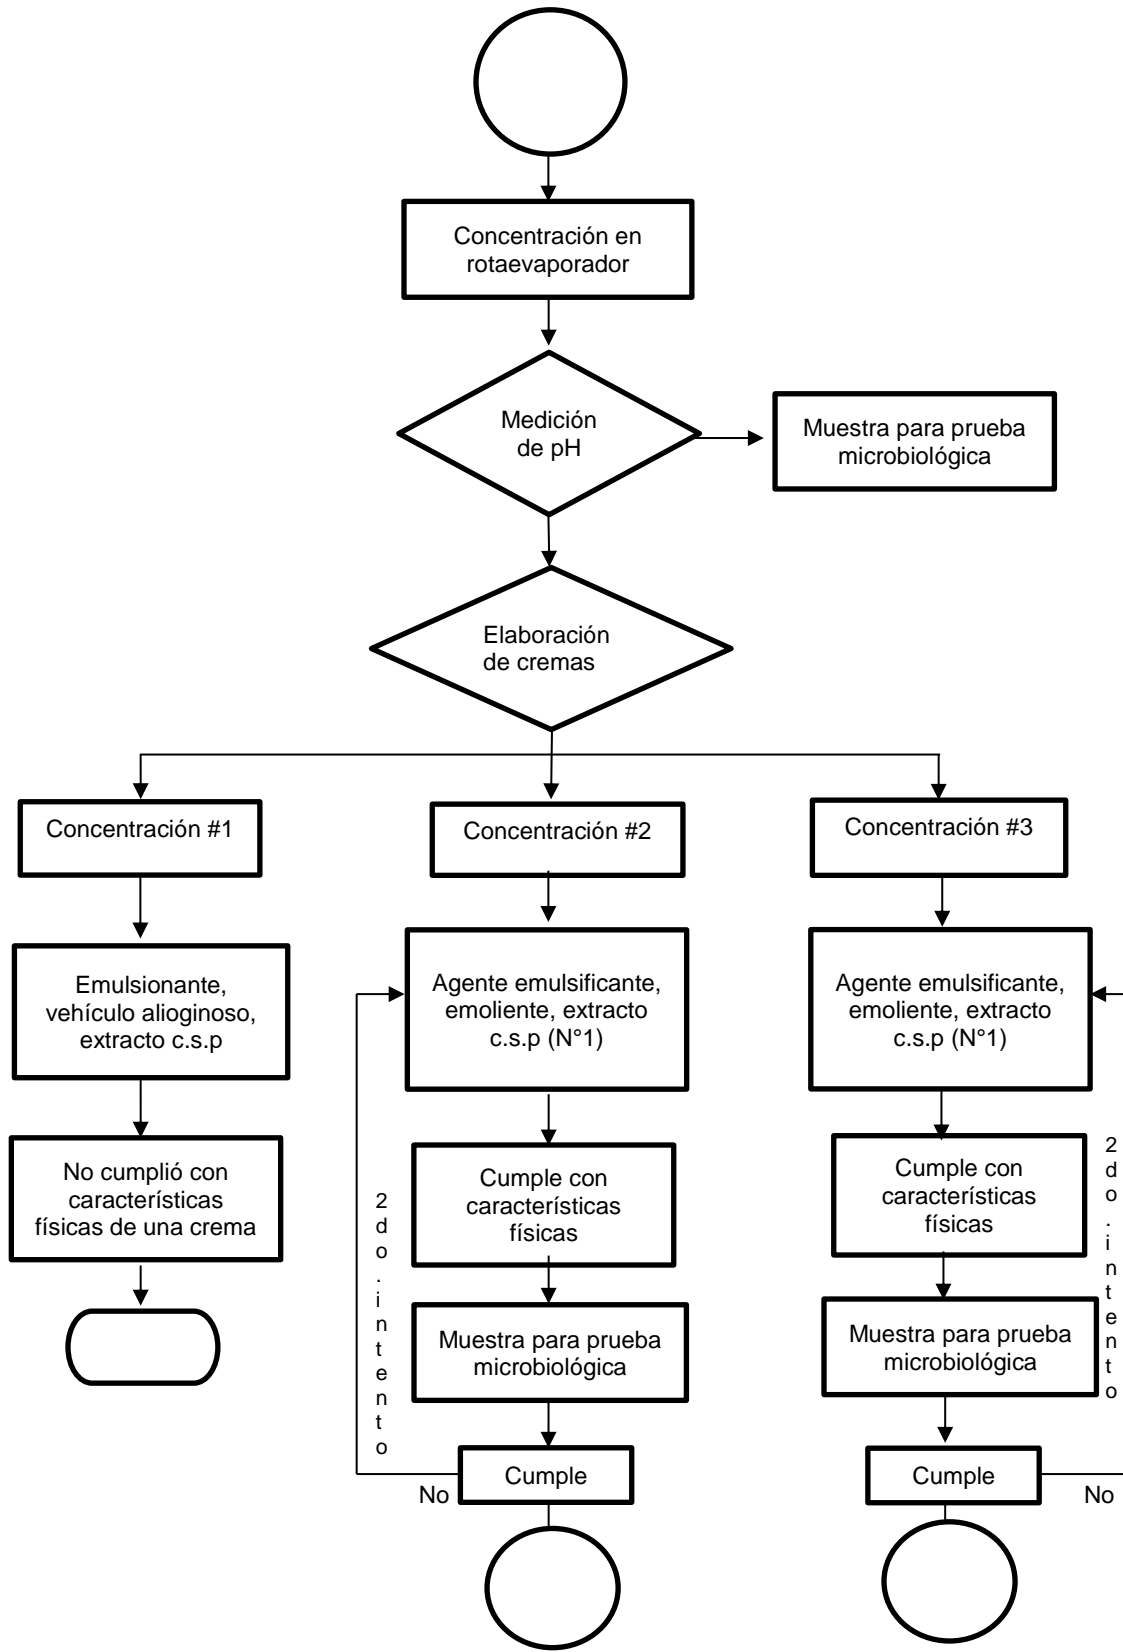 Concentración en
rotaevaporador
Medición
de pH
Muestra para prueba
microbiológica
Elaboración
de cremas
Concentración #1
Concentración #2
Concentración #3
Emulsionante,
vehículo alioginoso,
extracto c.s.p
Agente emulsificante,
emoliente, extracto
c.s.p (N°1)
Agente emulsificante,
emoliente, extracto
c.s.p (N°1)
No cumplió con
características
físicas de una crema
Cumple con
características
físicas
Cumple con
características
físicas
2do.intento
2do.intento
Muestra para prueba
microbiológica
Muestra para prueba
microbiológica
Cumple
No
Cumple
No